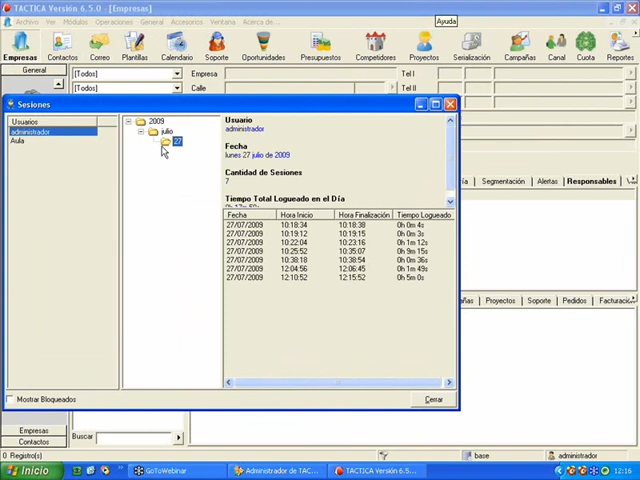 TACTICA Versión 6.5.0 - [Empresas]
Archivo Ver Módulos Operaciones General Accesorios Ventana Acerca de...
Ayuda
Empresas Contactos Correo Plantillas Calendario Soporte Oportunidades Presupuestos Competidores Proyectos Serialización Campañas Canal Cuota Reportes
General
[Todos] Empresa Tel I
[Todos] Calle Tel II
Sesiones
Usuarios
administrador
Aula
2009
julio
27
Usuario
administrador
Fecha
lunes 27 julio de 2009
Cantidad de Sesiones
7
Tiempo Total Logueado en el Día
Fecha Hora Inicio Hora Finalización Tiempo Logueado
27/07/2009 10:18:34 10:18:38 0h 0m 4s
27/07/2009 10:19:12 10:19:15 0h 0m 3s
27/07/2009 10:22:04 10:23:16 0h 1m 12s
27/07/2009 10:25:52 10:35:07 0h 9m 15s
27/07/2009 10:38:18 10:38:54 0h 0m 36s
27/07/2009 12:04:56 12:06:45 0h 1m 49s
27/07/2009 12:10:52 12:15:52 0h 5m 0s
Mostrar Bloqueados
Cerrar
Segmentación Alertas Responsables
Proyectos Soporte Pedidos
Empresas
Contactos
Buscar
0 Registro(s) base administrador
Inicio GoToWebinar Administrador de TAC... TACTICA Versión 6.5.... 12:16